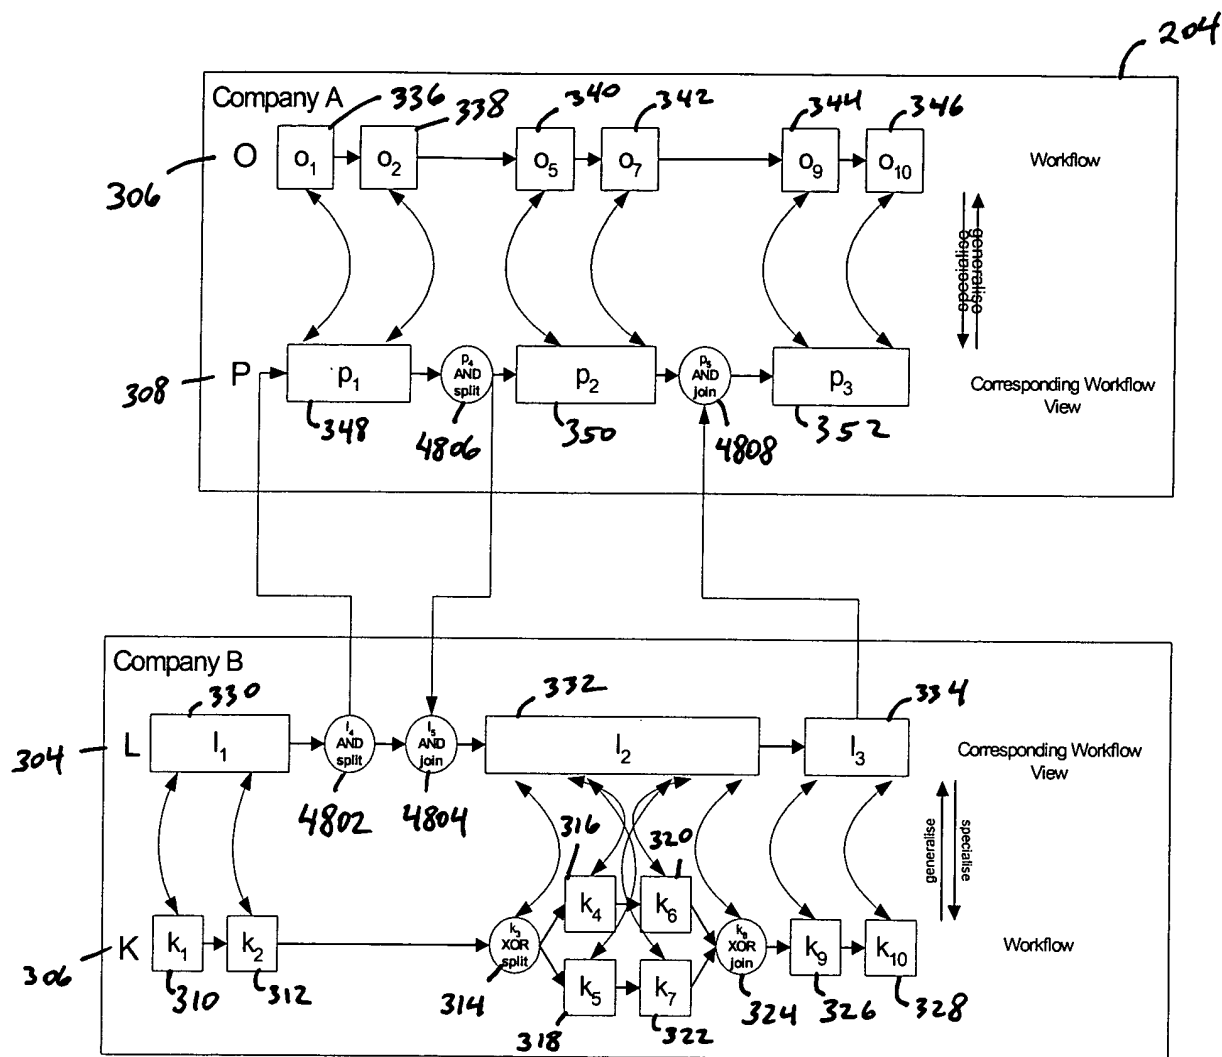 204
Company A
336
338
340
342
344
346
306
O
o1
o2
o5
o7
o9
o10
Workflow
generalise
specialise
308
P
p1
p4
AND
split
p2
p5
AND
join
p3
Corresponding Workflow
View
348
4806
350
4808
352
Company B
330
332
334
304
L
l1
l4
AND
split
l5
AND
join
l2
l3
Corresponding Workflow
View
4802
4804
316
320
generalise
specialise
306
K
k1
k2
k3
XOR
split
k4
k6
k5
k7
k8
XOR
join
k9
k10
Workflow
310
312
314
318
322
324
326
328